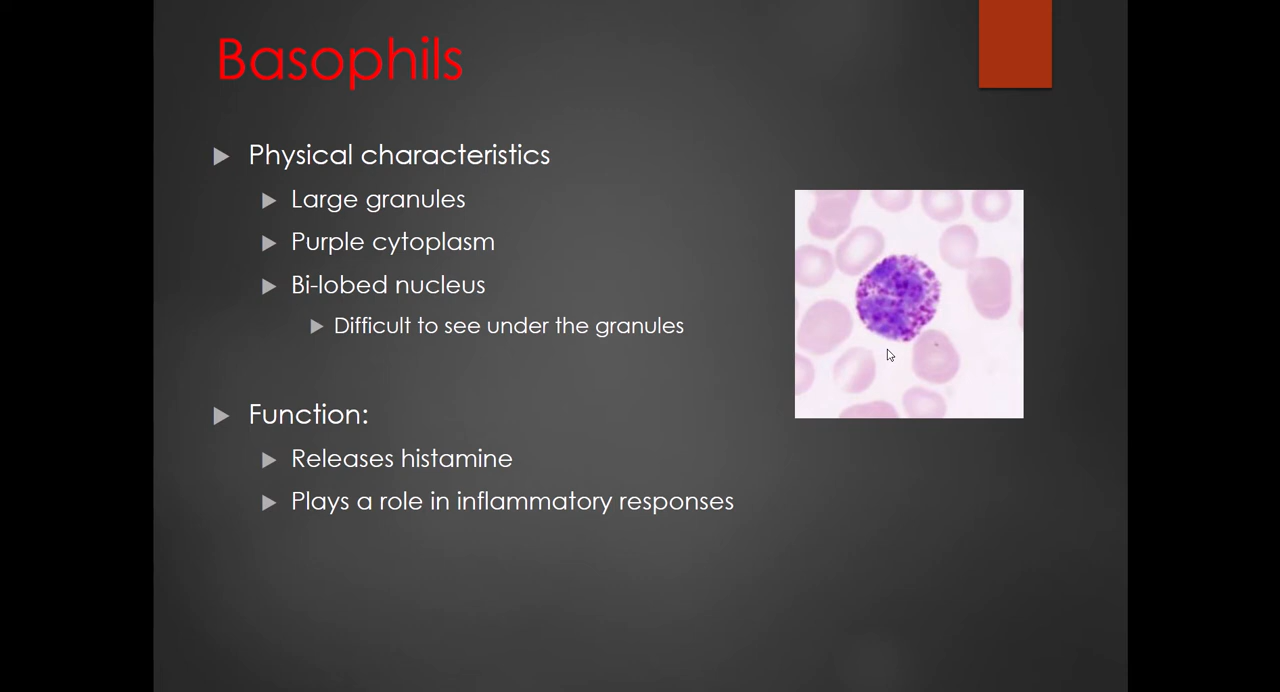 Basophils
Physical characteristics
Large granules
Purple cytoplasm
Bi-lobed nucleus
Difficult to see under the granules
Function:
Releases histamine
Plays a role in inflammatory responses